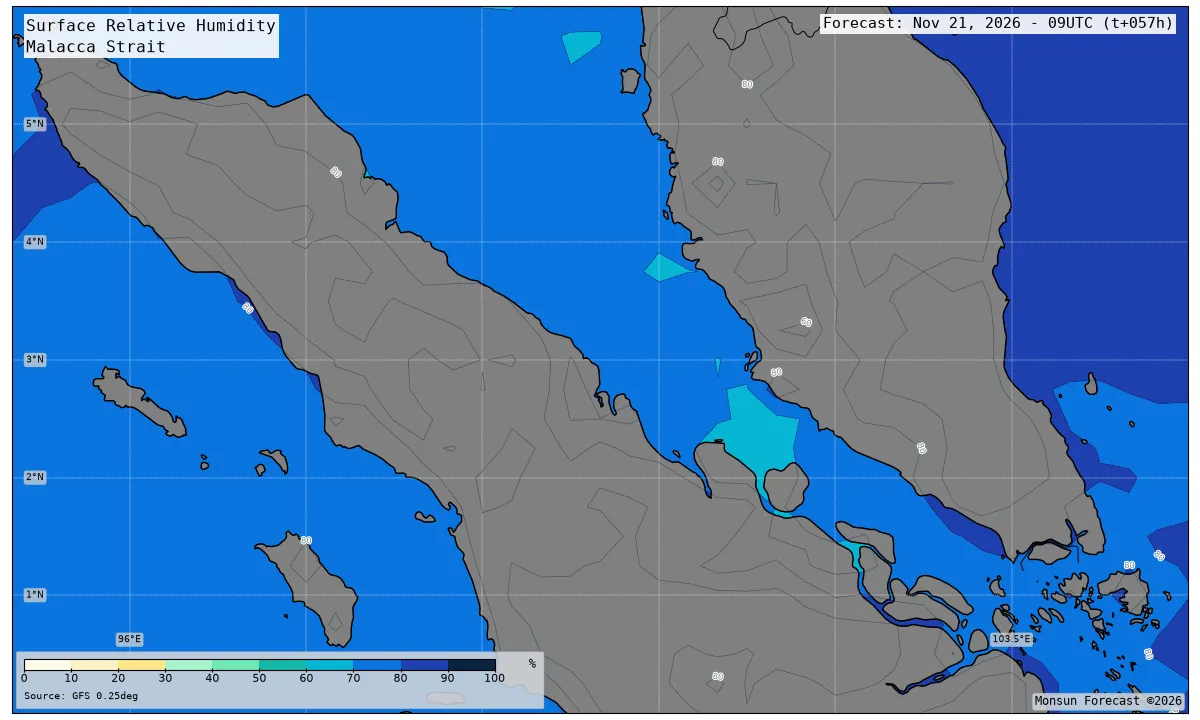 Surface Relative Humidity
Malacca Strait
Forecast: Nov 21, 2026 - 09UTC (t+057h)
80
5°N
80
80
4°N
80
60
3°N
80
80
2°N
80
80
80
1°N
96°E
103.5°E
80
80
%
0 10 20 30 40 50 60 70 80 90 100
Source: GFS 0.25deg
Monsun Forecast ©2026